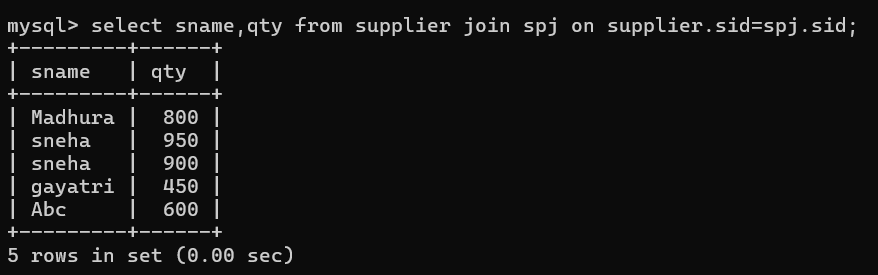 mysql> select sname,qty from supplier join spj on supplier.sid=spj.sid;
+---------+------+
| sname   | qty  |
+---------+------+
| Madhura |  800 |
| sneha   |  950 |
| sneha   |  900 |
| gayatri |  450 |
| Abc     |  600 |
+---------+------+
5 rows in set (0.00 sec)